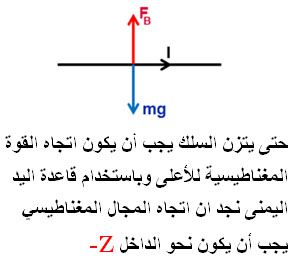 F_B
I
mg
حتى يتزن السلك يجب أن يكون اتجاه القوة
المغناطيسية للأعلى وباستخدام قاعدة اليد
اليمنى نجد ان اتجاه المجال المغناطيسي
يجب أن يكون نحو الداخل Z-